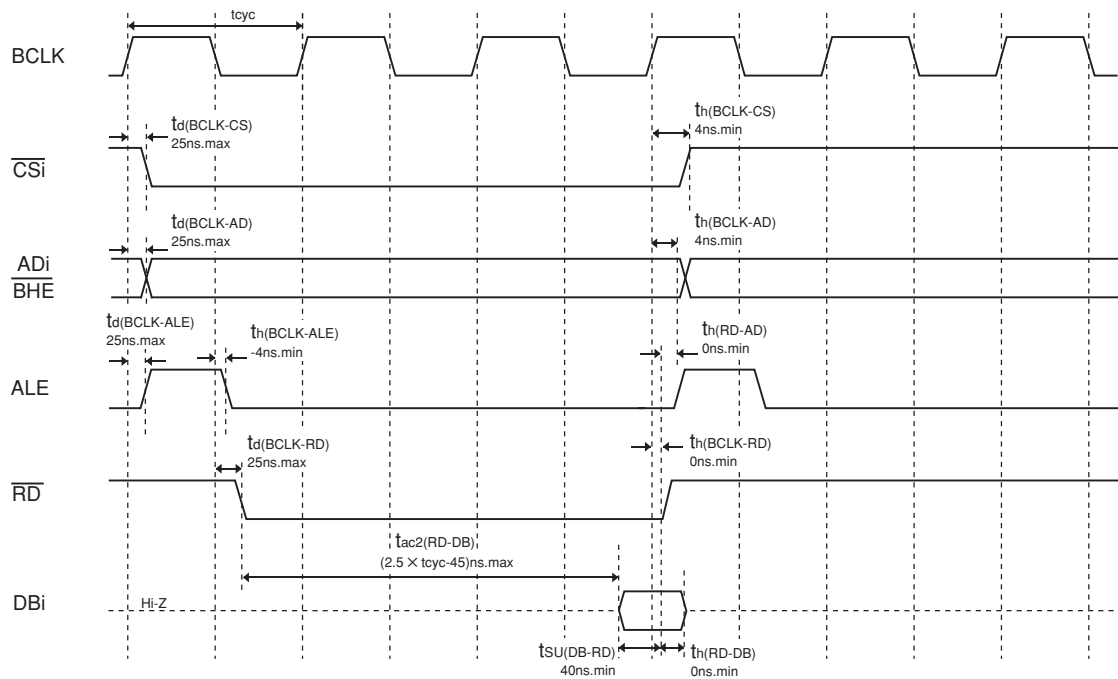 tcyc
BCLK
td(BCLK-CS)
25ns.max
th(BCLK-CS)
4ns.min
CSi
td(BCLK-AD)
25ns.max
th(BCLK-AD)
4ns.min
ADi
BHE
td(BCLK-ALE)
25ns.max
th(BCLK-ALE)
-4ns.min
th(RD-AD)
0ns.min
ALE
td(BCLK-RD)
25ns.max
th(BCLK-RD)
0ns.min
RD
tac2(RD-DB)
(2.5 × tcyc-45)ns.max
DBi
Hi-Z
tSU(DB-RD)
40ns.min
th(RD-DB)
0ns.min